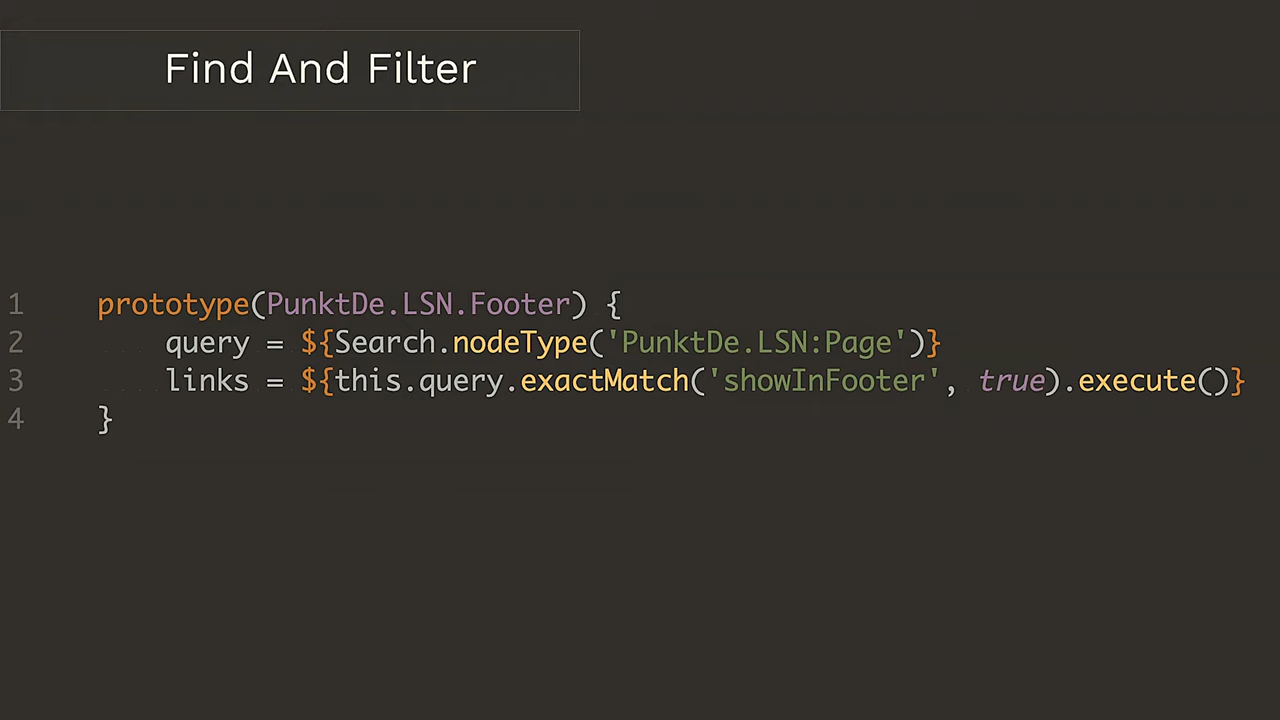 Find And Filter
1 prototype(PunktDe.LSN.Footer) {
2 query = ${Search.nodeType('PunktDe.LSN:Page')}
3 links = ${this.query.exactMatch('showInFooter', true).execute()}
4 }